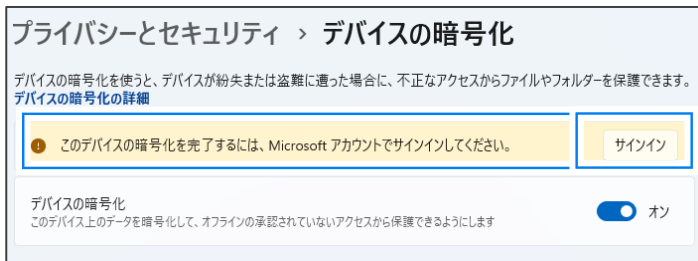 プライバシーとセキュリティ › デバイスの暗号化
デバイスの暗号化を使うと、デバイスが紛失または盗難に遭った場合に、不正なアクセスからファイルやフォルダーを保護できます。
デバイスの暗号化の詳細
このデバイスの暗号化を完了するには、Microsoft アカウントでサインインしてください。 サインイン
デバイスの暗号化
このデバイス上のデータを暗号化して、オフラインの承認されていないアクセスから保護できるようにします
オン